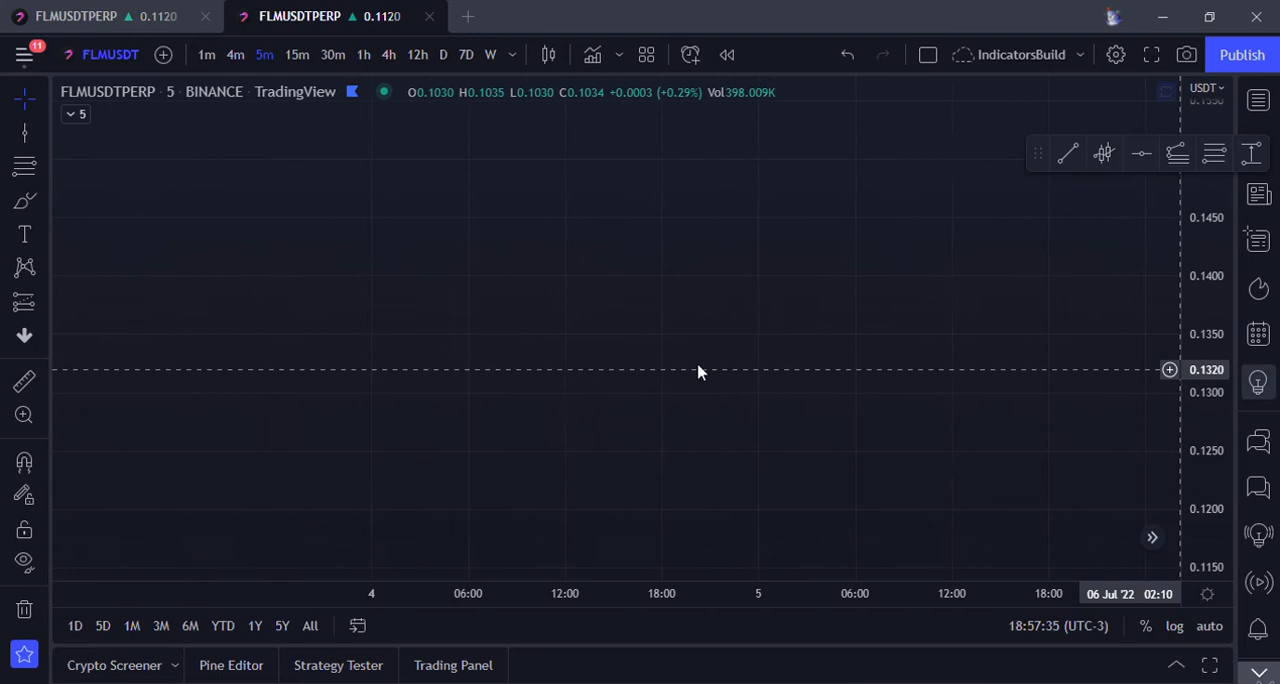 FLMUSDTPERP ▲ 0.1120
FLMUSDTPERP ▲ 0.1120
11
FLMUSDT 1m 4m 5m 15m 30m 1h 4h 12h D 7D W IndicatorsBuild Publish
FLMUSDTPERP · 5 · BINANCE · TradingView O0.1030 H0.1035 L0.1030 C0.1034 +0.0003 (+0.29%) Vol398.009K USDT
5
0.1550
0.1450
0.1400
0.1350
0.1320
0.1300
0.1250
0.1200
0.1150
4 06:00 12:00 18:00 5 06:00 12:00 18:00 06 Jul '22 02:10
1D 5D 1M 3M 6M YTD 1Y 5Y All 18:57:35 (UTC-3) % log auto
Crypto Screener Pine Editor Strategy Tester Trading Panel